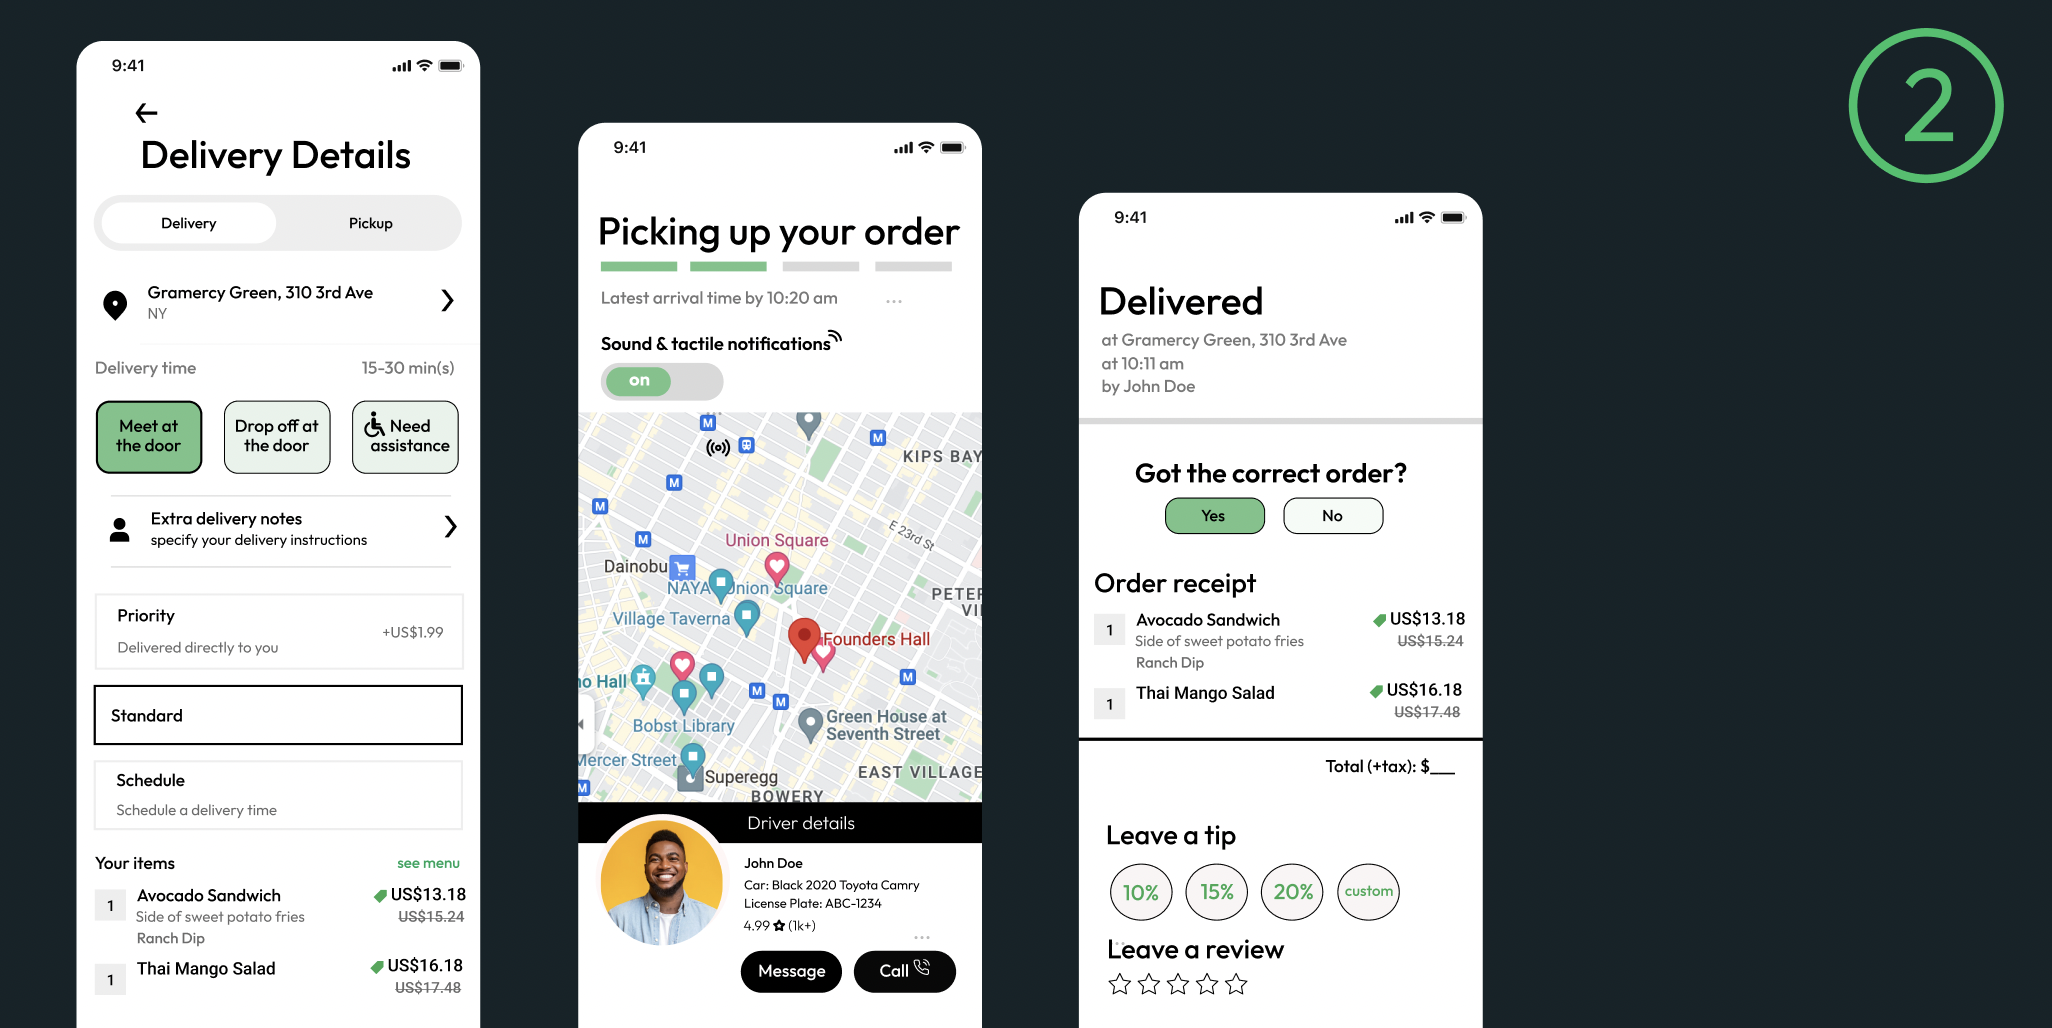 9:41
Delivery Details
Delivery
Pickup
Gramercy Green, 310 3rd Ave
NY
Delivery time
15-30 min(s)
Meet at
the door
Drop off at
the door
Need
assistance
Extra delivery notes
specify your delivery instructions
Priority
Delivered directly to you
+US$1.99
Standard
Schedule
Schedule a delivery time
Your items
see menu
1
Avocado Sandwich
US$13.18
Side of sweet potato fries
US$15.24
Ranch Dip
1
Thai Mango Salad
US$16.18
US$17.48
9:41
Picking up your order
Latest arrival time by 10:20 am
...
Sound & tactile notifications
on
M
M
KIPS BAY
M
M
E 23rd St
M
Union Square
Dainobu
NAYA Union Square
PETER
VI
Village Taverna
Founders Hall
no Hall
M
M
M
Bobst Library
Green House at
Seventh Street
Mercer Street
Superegg
EAST VILLAGE
M
BOWERY
Driver details
John Doe
Car: Black 2020 Toyota Camry
License Plate: ABC-1234
4.99 (1k+)
...
Message
Call
9:41
Delivered
at Gramercy Green, 310 3rd Ave
at 10:11 am
by John Doe
Got the correct order?
Yes
No
Order receipt
1
Avocado Sandwich
US$13.18
Side of sweet potato fries
US$15.24
Ranch Dip
1
Thai Mango Salad
US$16.18
US$17.48
Total (+tax): $___
Leave a tip
10%
15%
20%
custom
Leave a review
2